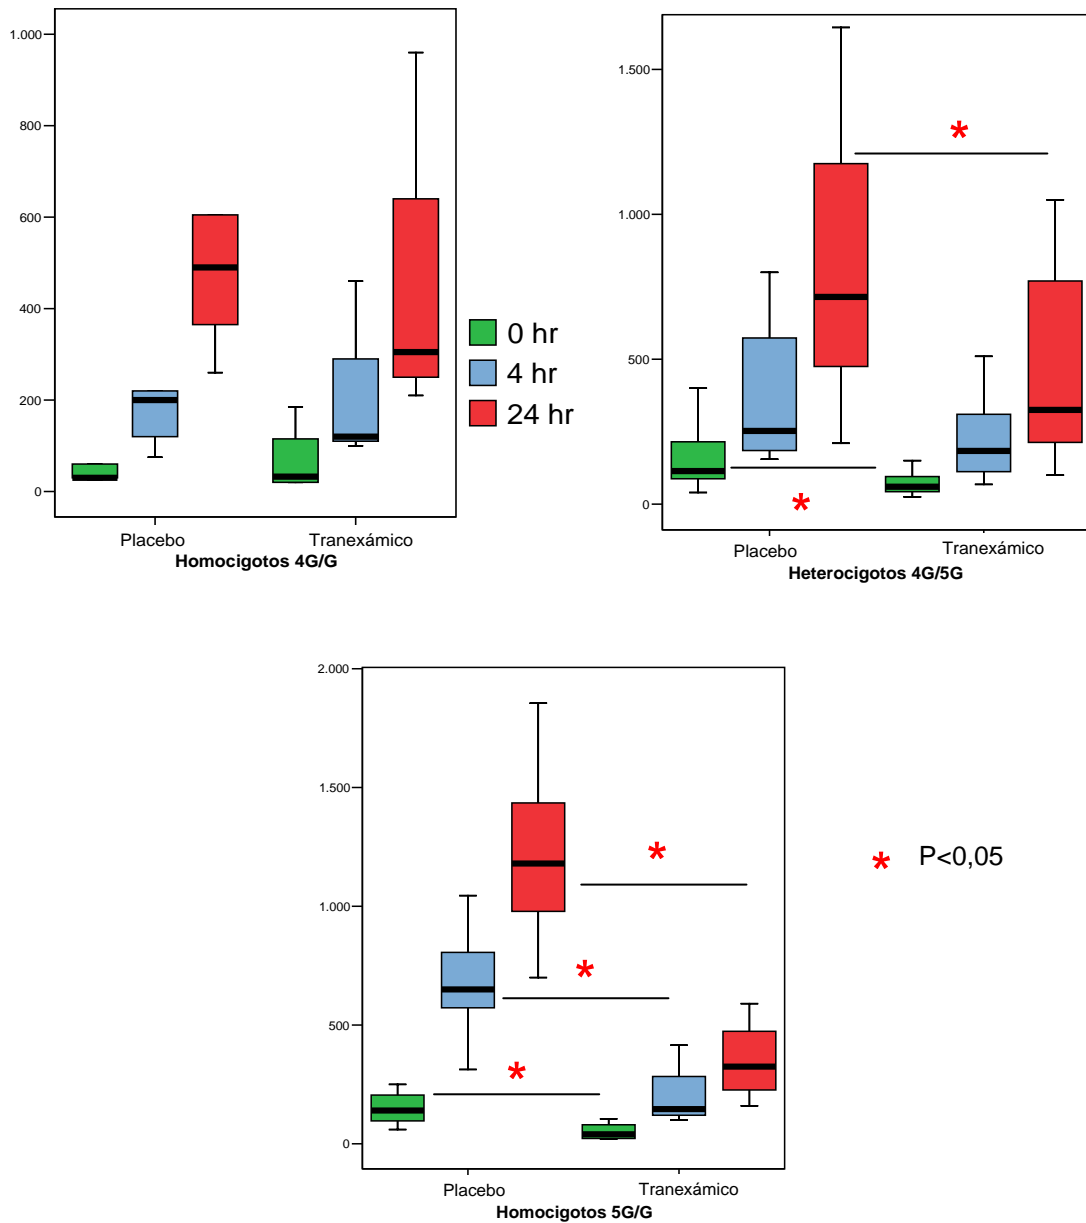 1.000
800
600
400
200
0
Placebo Tranexámico
Homocigotos 4G/G
0 hr
4 hr
24 hr
1.500
1.000
500
0
*
*
Placebo Tranexámico
Heterocigotos 4G/5G
2.000
1.500
1.000
500
0
*
*
*
Placebo Tranexámico
Homocigotos 5G/G
* P<0,05